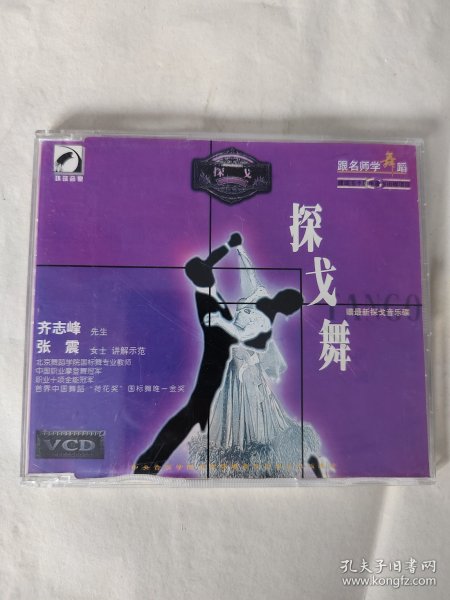 跟名师学舞蹈
探戈
探戈舞
TANGO
赠最新探戈音乐碟
齐志峰 先生
张震 女士 讲解示范
北京舞蹈学院国标舞专业教师
中国职业摩登舞冠军
职业十项全能冠军
首界中国舞蹈“荷花奖”国标舞唯一金奖
VCD
孔夫子旧书网
www.kongfz.com